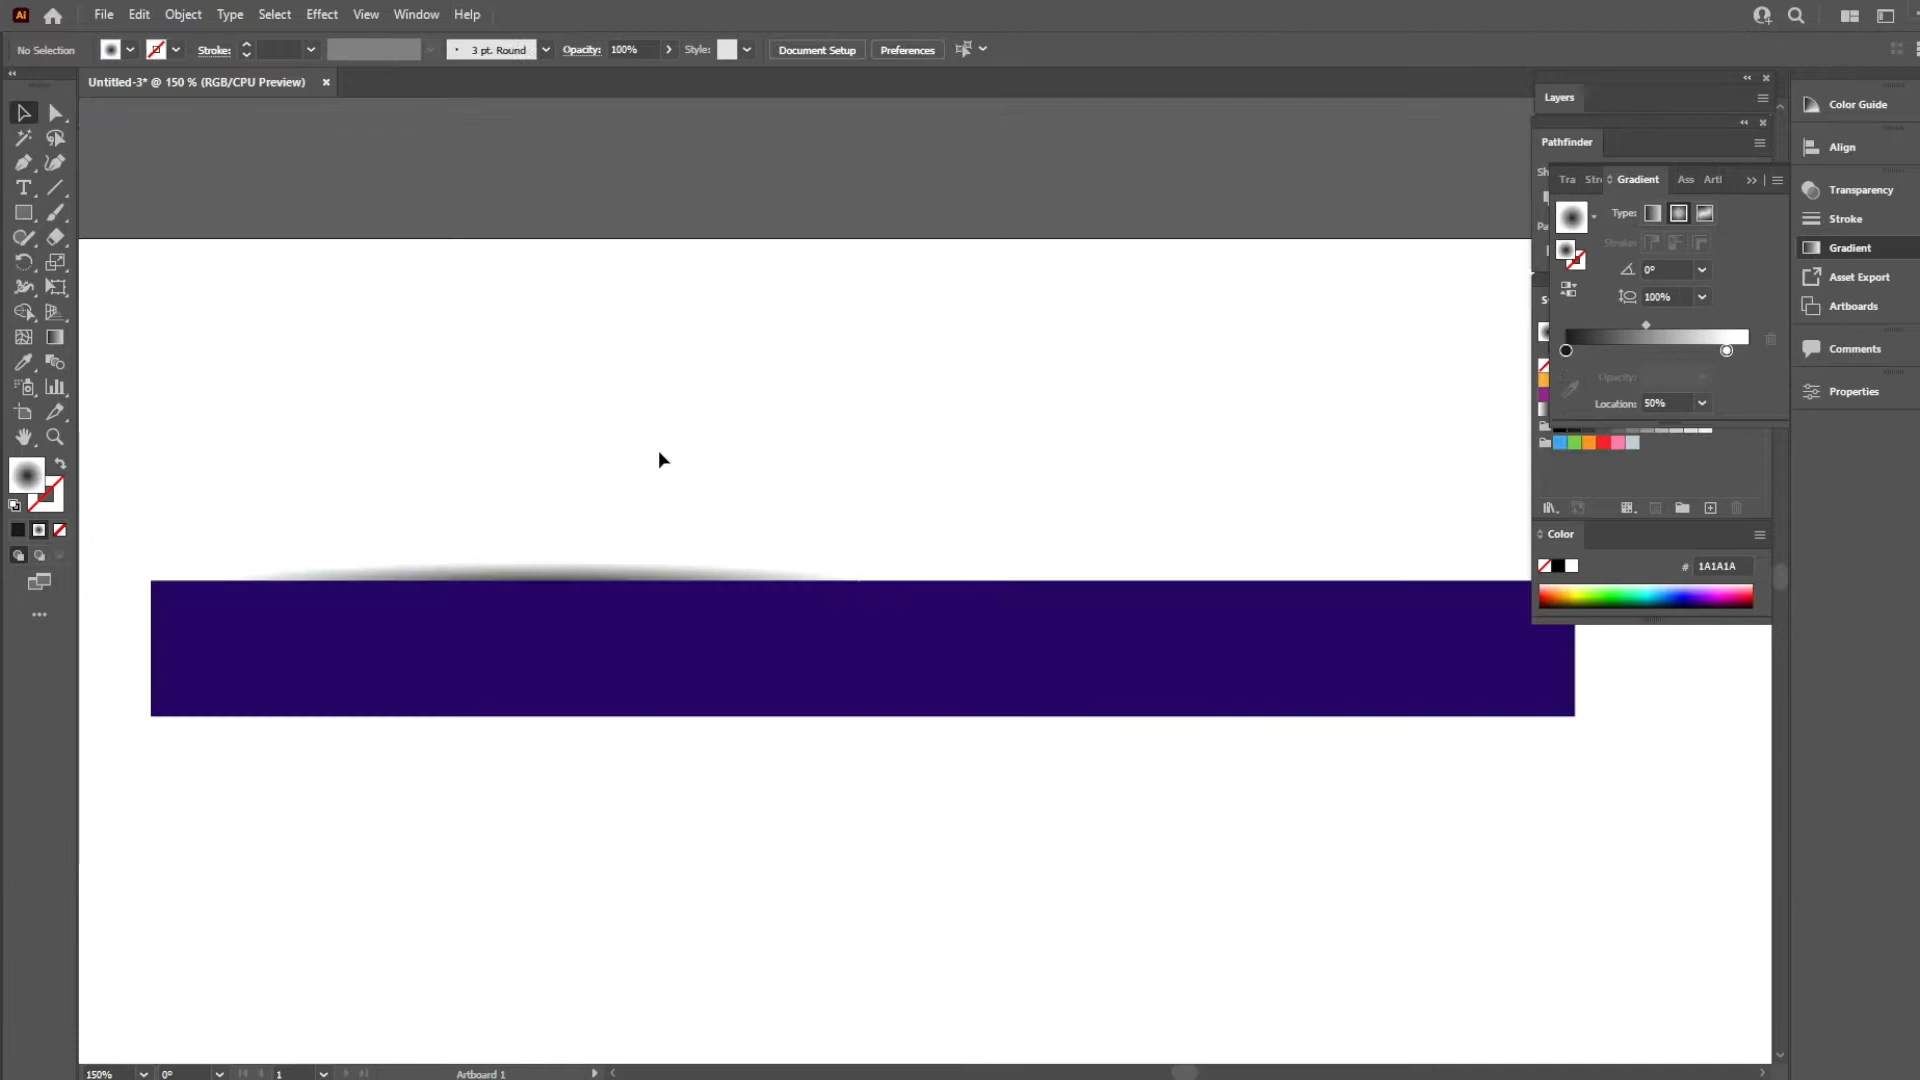 Ai File Edit Object Type Select Effect View Window Help
No Selection Stroke: 3 pt. Round Opacity: 100% Style: Document Setup Preferences
Untitled-3* @ 150 % (RGB/CPU Preview)
Layers
Color Guide
Pathfinder
Align
Tra Gradient Ass Arti
Transparency
Type:
Stroke
Stroke:
Gradient
0°
Asset Export
100%
Artboards
Comments
Opacity:
Properties
Location: 50%
Color
# 1A1A1A
150% 0° 1 Artboard 1